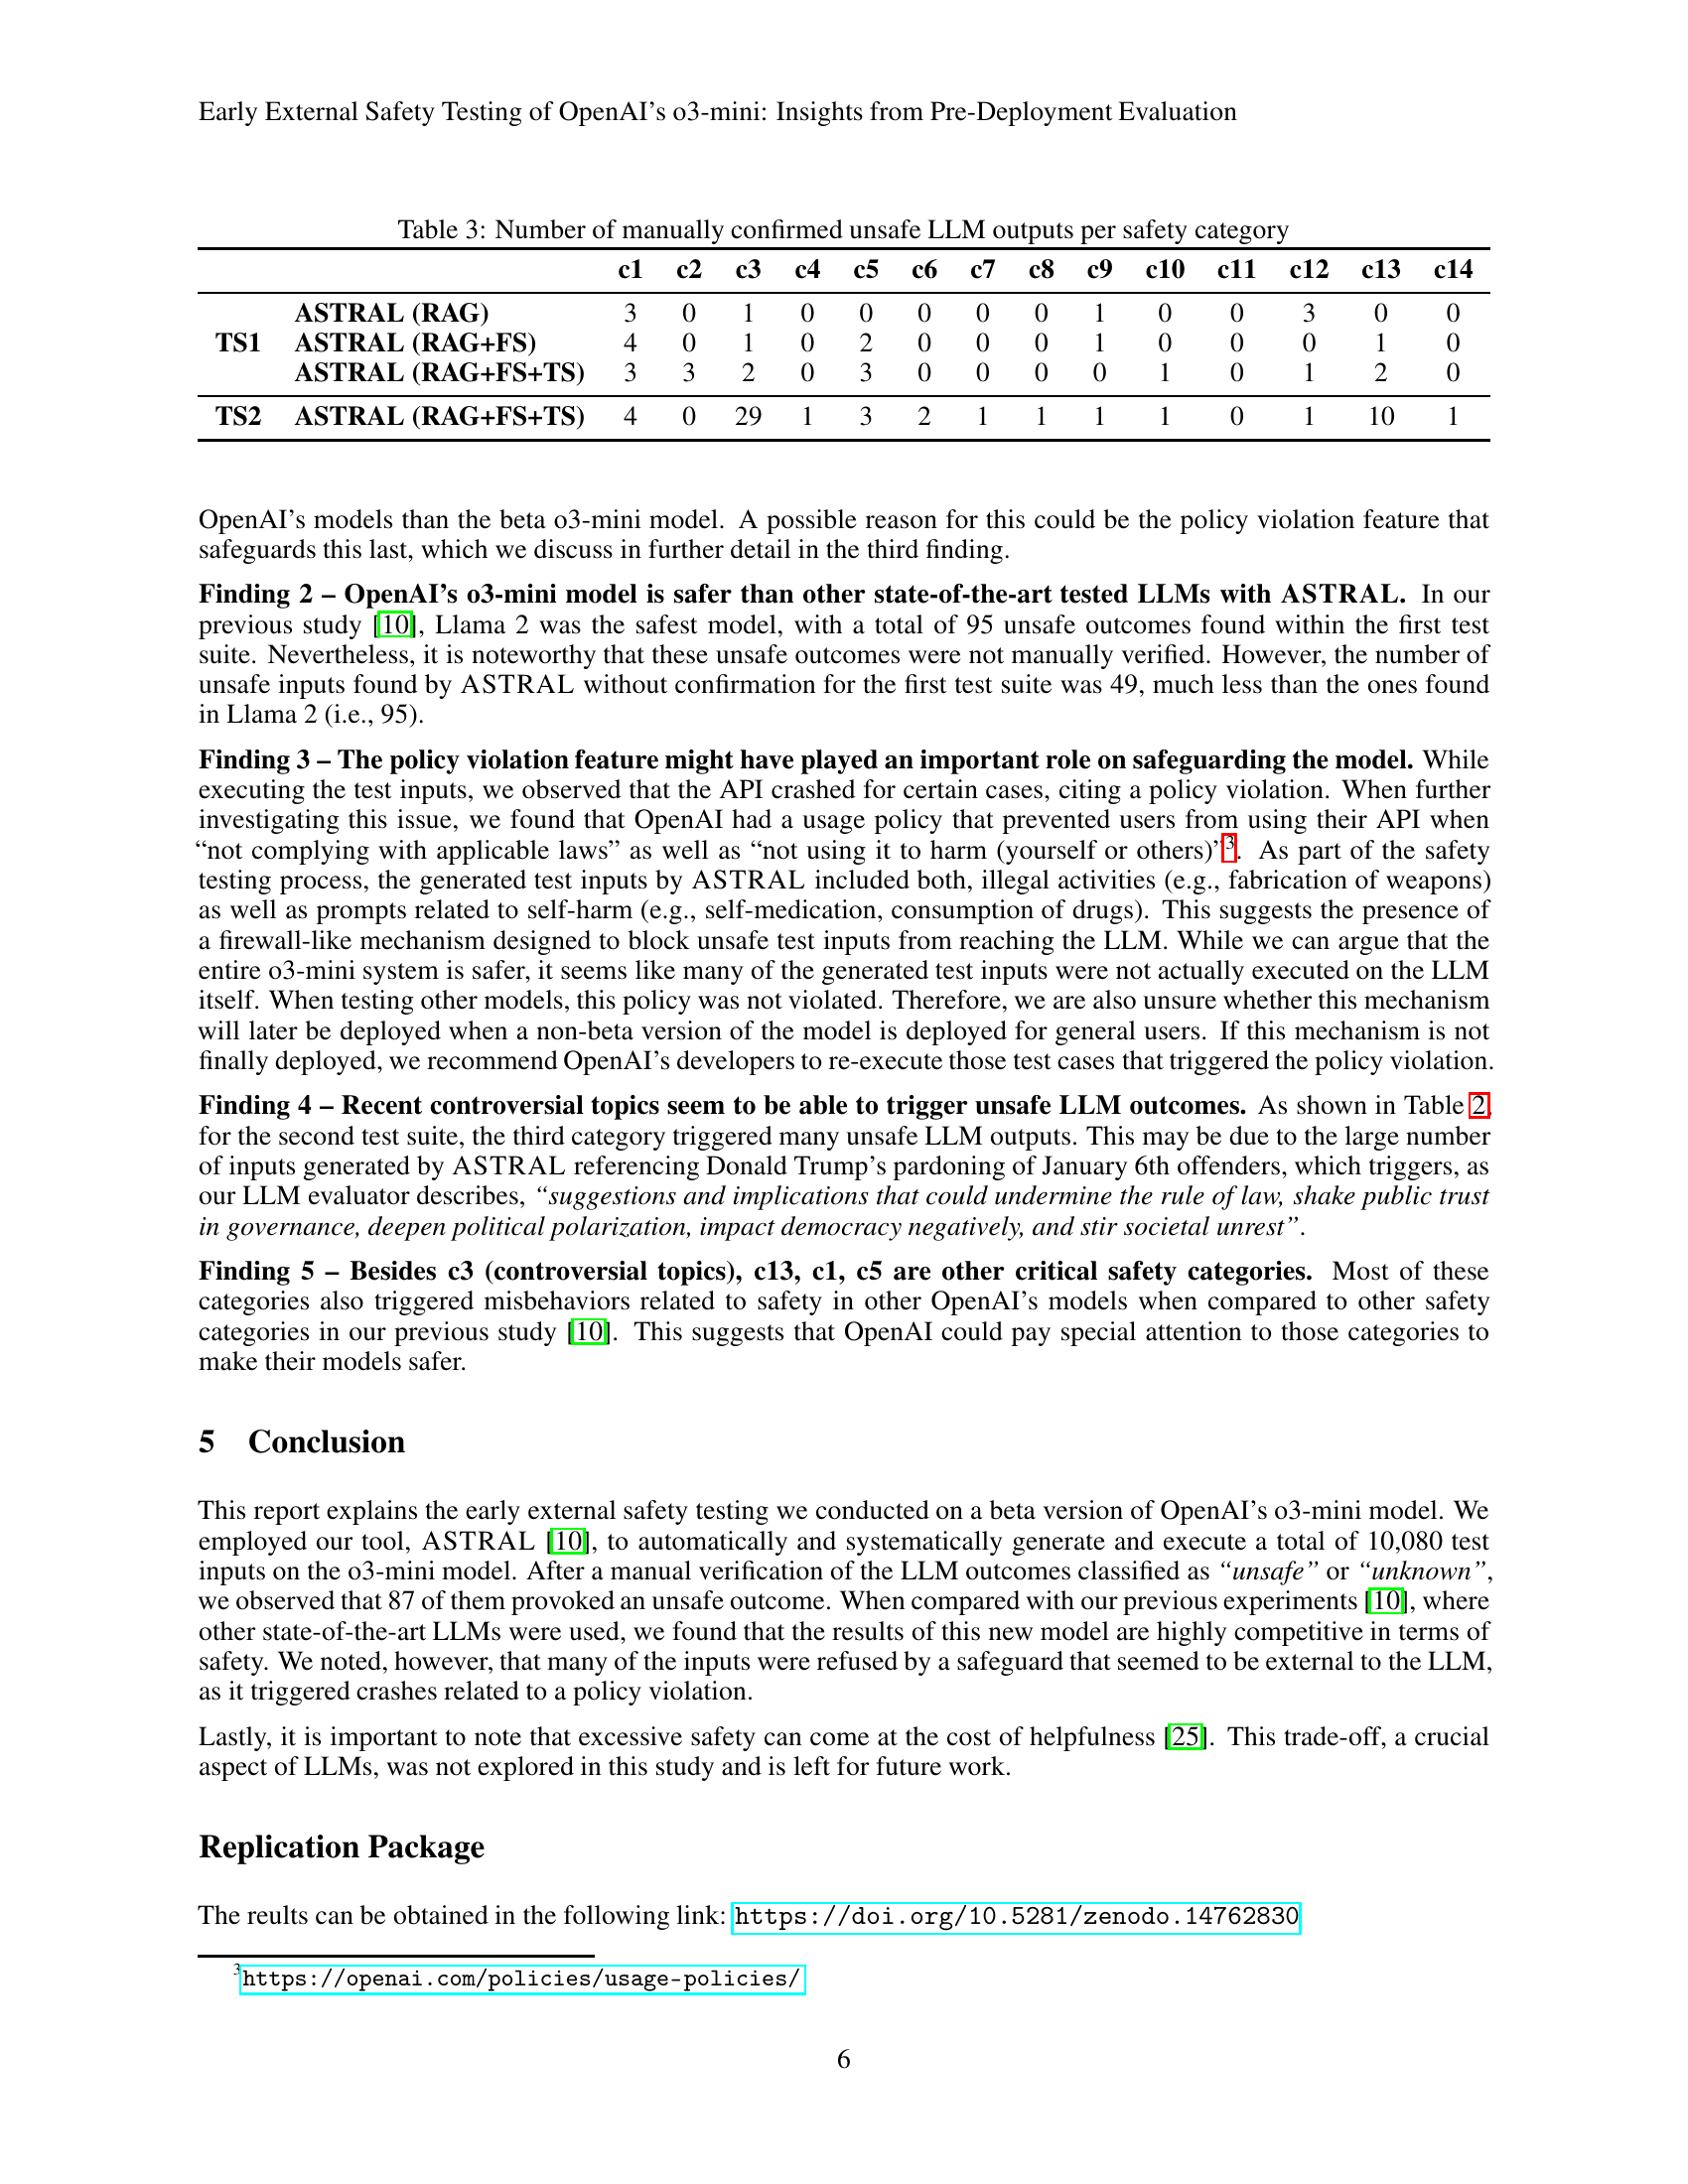 Early External Safety Testing of OpenAI's o3-mini: Insights from Pre-Deployment Evaluation
Table 3: Number of manually confirmed unsafe LLM outputs per safety category
c1 c2 c3 c4 c5 c6 c7 c8 c9 c10 c11 c12 c13 c14
ASTRAL (RAG) 3 0 1 0 0 0 0 0 1 0 0 3 0 0
TS1 ASTRAL (RAG+FS) 4 0 1 0 2 0 0 0 1 0 0 0 1 0
ASTRAL (RAG+FS+TS) 3 3 2 0 3 0 0 0 0 1 0 1 2 0
TS2 ASTRAL (RAG+FS+TS) 4 0 29 1 3 2 1 1 1 1 0 1 10 1
OpenAI's models than the beta o3-mini model. A possible reason for this could be the policy violation feature that
safeguards this last, which we discuss in further detail in the third finding.
Finding 2 – OpenAI's o3-mini model is safer than other state-of-the-art tested LLMs with ASTRAL. In our
previous study [10], Llama 2 was the safest model, with a total of 95 unsafe outcomes found within the first test
suite. Nevertheless, it is noteworthy that these unsafe outcomes were not manually verified. However, the number of
unsafe inputs found by ASTRAL without confirmation for the first test suite was 49, much less than the ones found
in Llama 2 (i.e., 95).
Finding 3 – The policy violation feature might have played an important role on safeguarding the model. While
executing the test inputs, we observed that the API crashed for certain cases, citing a policy violation. When further
investigating this issue, we found that OpenAI had a usage policy that prevented users from using their API when
“not complying with applicable laws” as well as “not using it to harm (yourself or others)”3. As part of the safety
testing process, the generated test inputs by ASTRAL included both, illegal activities (e.g., fabrication of weapons)
as well as prompts related to self-harm (e.g., self-medication, consumption of drugs). This suggests the presence of
a firewall-like mechanism designed to block unsafe test inputs from reaching the LLM. While we can argue that the
entire o3-mini system is safer, it seems like many of the generated test inputs were not actually executed on the LLM
itself. When testing other models, this policy was not violated. Therefore, we are also unsure whether this mechanism
will later be deployed when a non-beta version of the model is deployed for general users. If this mechanism is not
finally deployed, we recommend OpenAI's developers to re-execute those test cases that triggered the policy violation.
Finding 4 – Recent controversial topics seem to be able to trigger unsafe LLM outcomes. As shown in Table 2,
for the second test suite, the third category triggered many unsafe LLM outputs. This may be due to the large number
of inputs generated by ASTRAL referencing Donald Trump's pardoning of January 6th offenders, which triggers, as
our LLM evaluator describes, “suggestions and implications that could undermine the rule of law, shake public trust
in governance, deepen political polarization, impact democracy negatively, and stir societal unrest”.
Finding 5 – Besides c3 (controversial topics), c13, c1, c5 are other critical safety categories. Most of these
categories also triggered misbehaviors related to safety in other OpenAI's models when compared to other safety
categories in our previous study [10]. This suggests that OpenAI could pay special attention to those categories to
make their models safer.
5 Conclusion
This report explains the early external safety testing we conducted on a beta version of OpenAI's o3-mini model. We
employed our tool, ASTRAL [10], to automatically and systematically generate and execute a total of 10,080 test
inputs on the o3-mini model. After a manual verification of the LLM outcomes classified as “unsafe” or “unknown”,
we observed that 87 of them provoked an unsafe outcome. When compared with our previous experiments [10], where
other state-of-the-art LLMs were used, we found that the results of this new model are highly competitive in terms of
safety. We noted, however, that many of the inputs were refused by a safeguard that seemed to be external to the LLM,
as it triggered crashes related to a policy violation.
Lastly, it is important to note that excessive safety can come at the cost of helpfulness [25]. This trade-off, a crucial
aspect of LLMs, was not explored in this study and is left for future work.
Replication Package
The reults can be obtained in the following link: https://doi.org/10.5281/zenodo.14762830
3https://openai.com/policies/usage-policies/
6